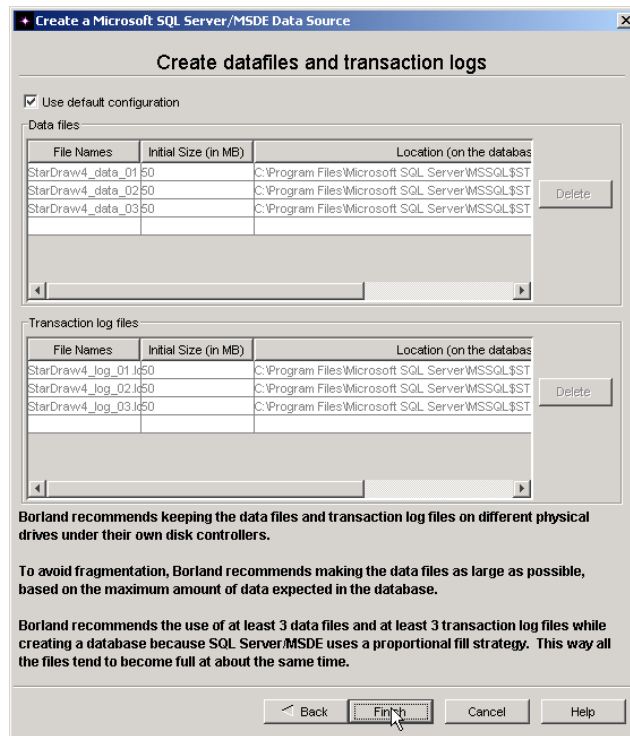 Create a Microsoft SQL Server/MSDE Data Source
Create datafiles and transaction logs
Use default configuration
Data files
File Names Initial Size (in MB) Location (on the databas
StarDraw4_data_01 50 C:\Program Files\Microsoft SQL Server\MSSQL$ST
StarDraw4_data_02 50 C:\Program Files\Microsoft SQL Server\MSSQL$ST
StarDraw4_data_03 50 C:\Program Files\Microsoft SQL Server\MSSQL$ST
Delete
Transaction log files
File Names Initial Size (in MB) Location (on the databas
StarDraw4_log_01.lo 50 C:\Program Files\Microsoft SQL Server\MSSQL$ST
StarDraw4_log_02.lo 50 C:\Program Files\Microsoft SQL Server\MSSQL$ST
StarDraw4_log_03.lo 50 C:\Program Files\Microsoft SQL Server\MSSQL$ST
Delete
Borland recommends keeping the data files and transaction log files on different physical
drives under their own disk controllers.
To avoid fragmentation, Borland recommends making the data files as large as possible,
based on the maximum amount of data expected in the database.
Borland recommends the use of at least 3 data files and at least 3 transaction log files while
creating a database because SQL Server/MSDE uses a proportional fill strategy. This way all
the files tend to become full at about the same time.
Back Finish Cancel Help